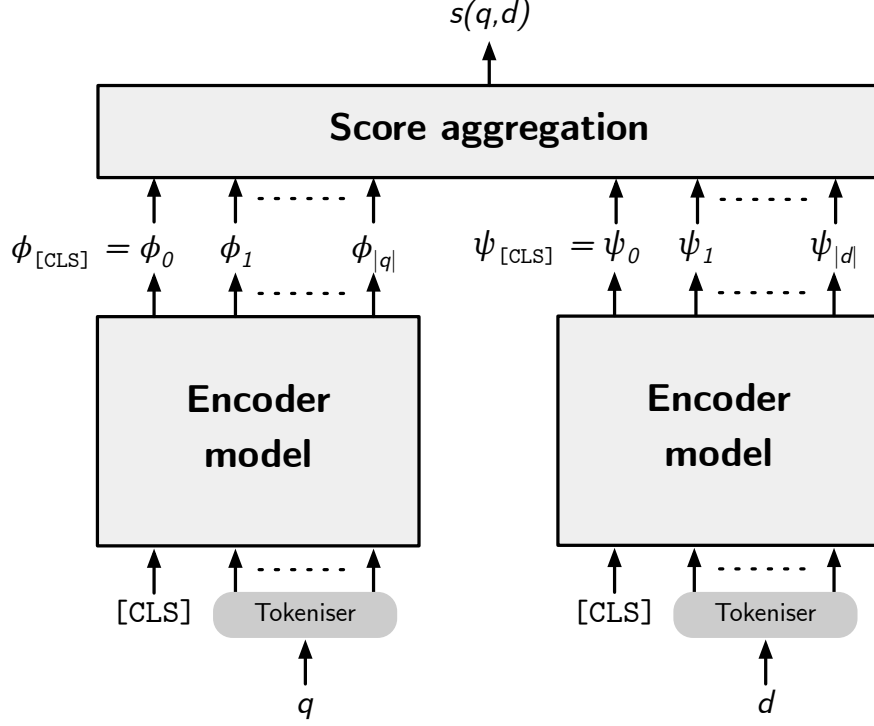 s(q,d)
Score aggregation
ϕ[CLS] = ϕ0 ϕ1 ϕ|q| ψ[CLS] = ψ0 ψ1 ψ|d|
Encoder model
Encoder model
[CLS] Tokeniser [CLS] Tokeniser
q d